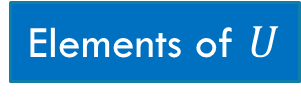 Elements of 𝑈